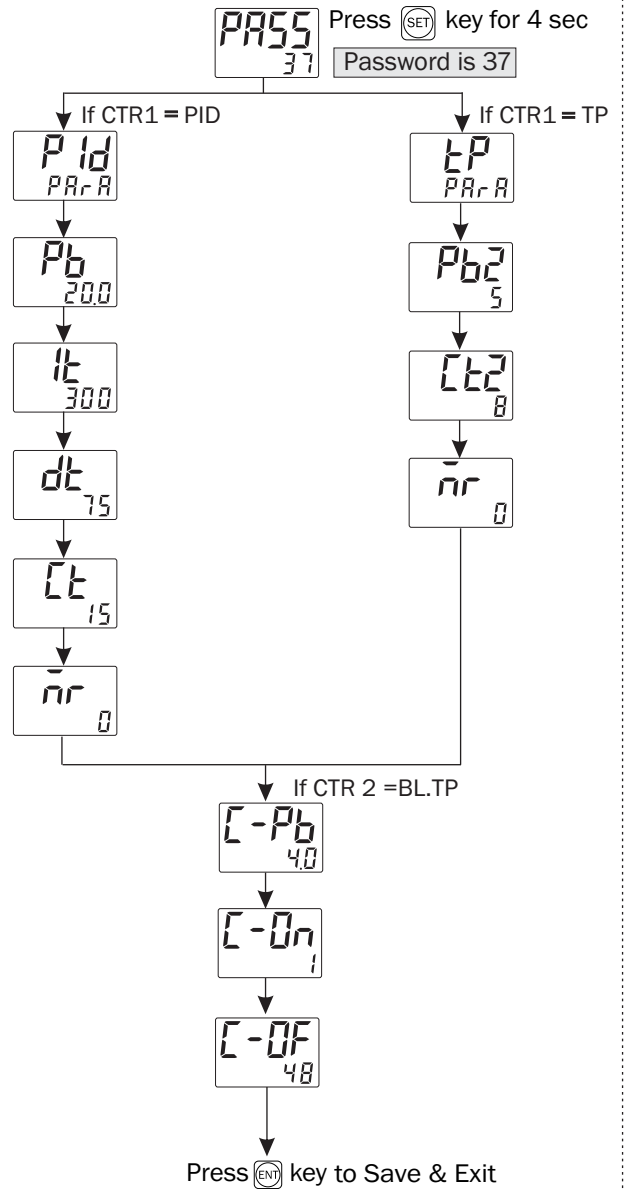 PASS
37
Press SET key for 4 sec
Password is 37
If CTR1 = PID
PId
PArA
Pb
20.0
It
300
dt
75
Ct
15
n̄r
0
If CTR1 = TP
tP
PArA
Pb2
5
Ct2
8
n̄r
0
If CTR 2 =BL.TP
C-Pb
4.0
C-On
1
C-OF
48
Press ENT key to Save & Exit